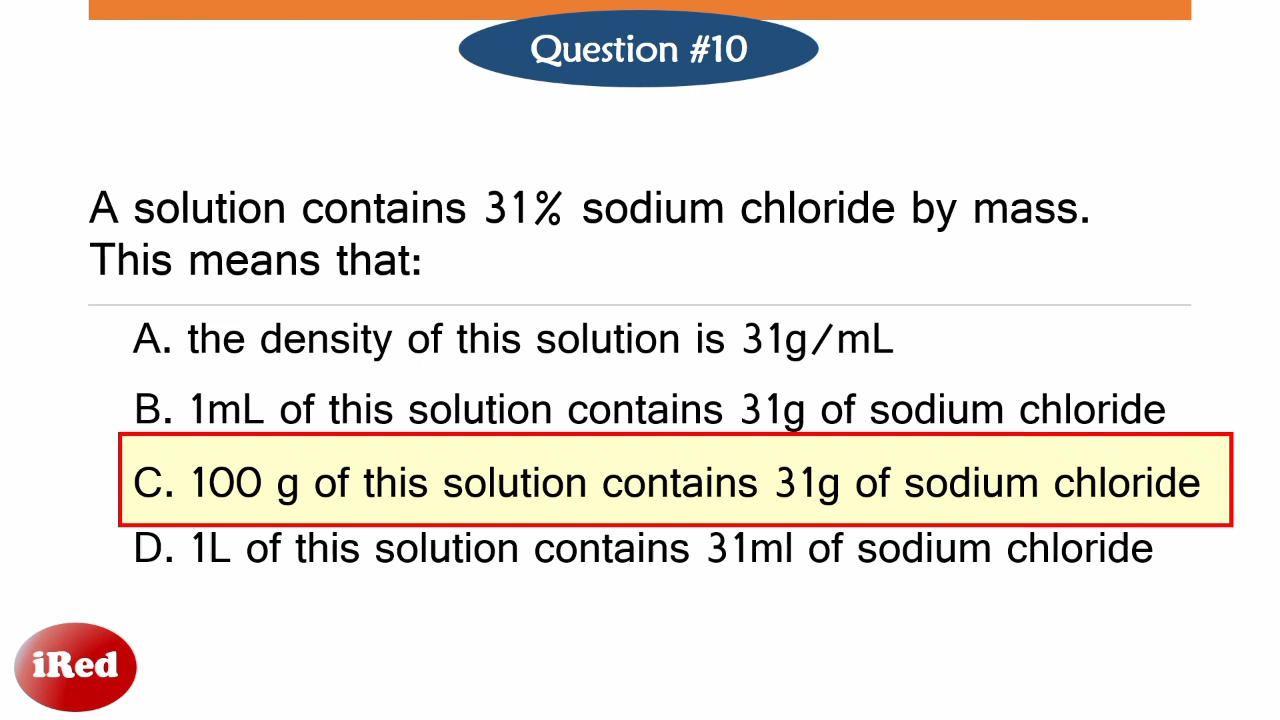 Question #10
A solution contains 31% sodium chloride by mass.
This means that:
A. the density of this solution is 31g/mL
B. 1mL of this solution contains 31g of sodium chloride
C. 100 g of this solution contains 31g of sodium chloride
D. 1L of this solution contains 31ml of sodium chloride
iRed